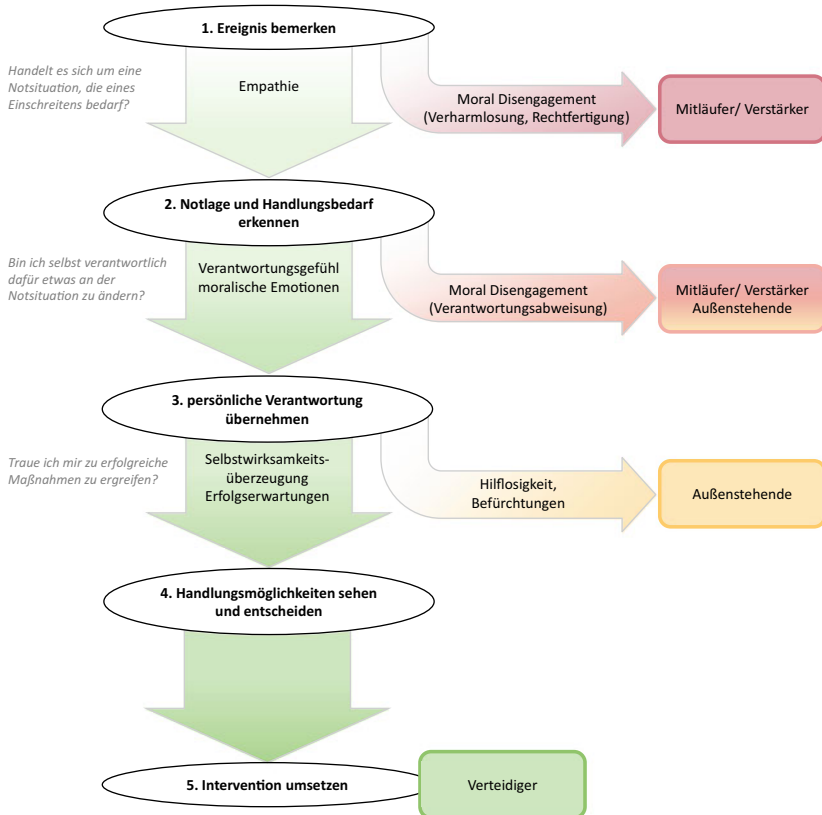 1. Ereignis bemerken
Handelt es sich um eine
Notsituation, die eines
Einschreitens bedarf?
Empathie
Moral Disengagement
(Verharmlosung, Rechtfertigung)
Mitläufer/ Verstärker
2. Notlage und Handlungsbedarf
erkennen
Bin ich selbst verantwortlich
dafür etwas an der
Notsituation zu ändern?
Verantwortungsgefühl
moralische Emotionen
Moral Disengagement
(Verantwortungsabweisung)
Mitläufer/ Verstärker
Außenstehende
3. persönliche Verantwortung
übernehmen
Traue ich mir zu erfolgreiche
Maßnahmen zu ergreifen?
Selbstwirksamkeits-
überzeugung
Erfolgserwartungen
Hilflosigkeit,
Befürchtungen
Außenstehende
4. Handlungsmöglichkeiten sehen
und entscheiden
5. Intervention umsetzen
Verteidiger